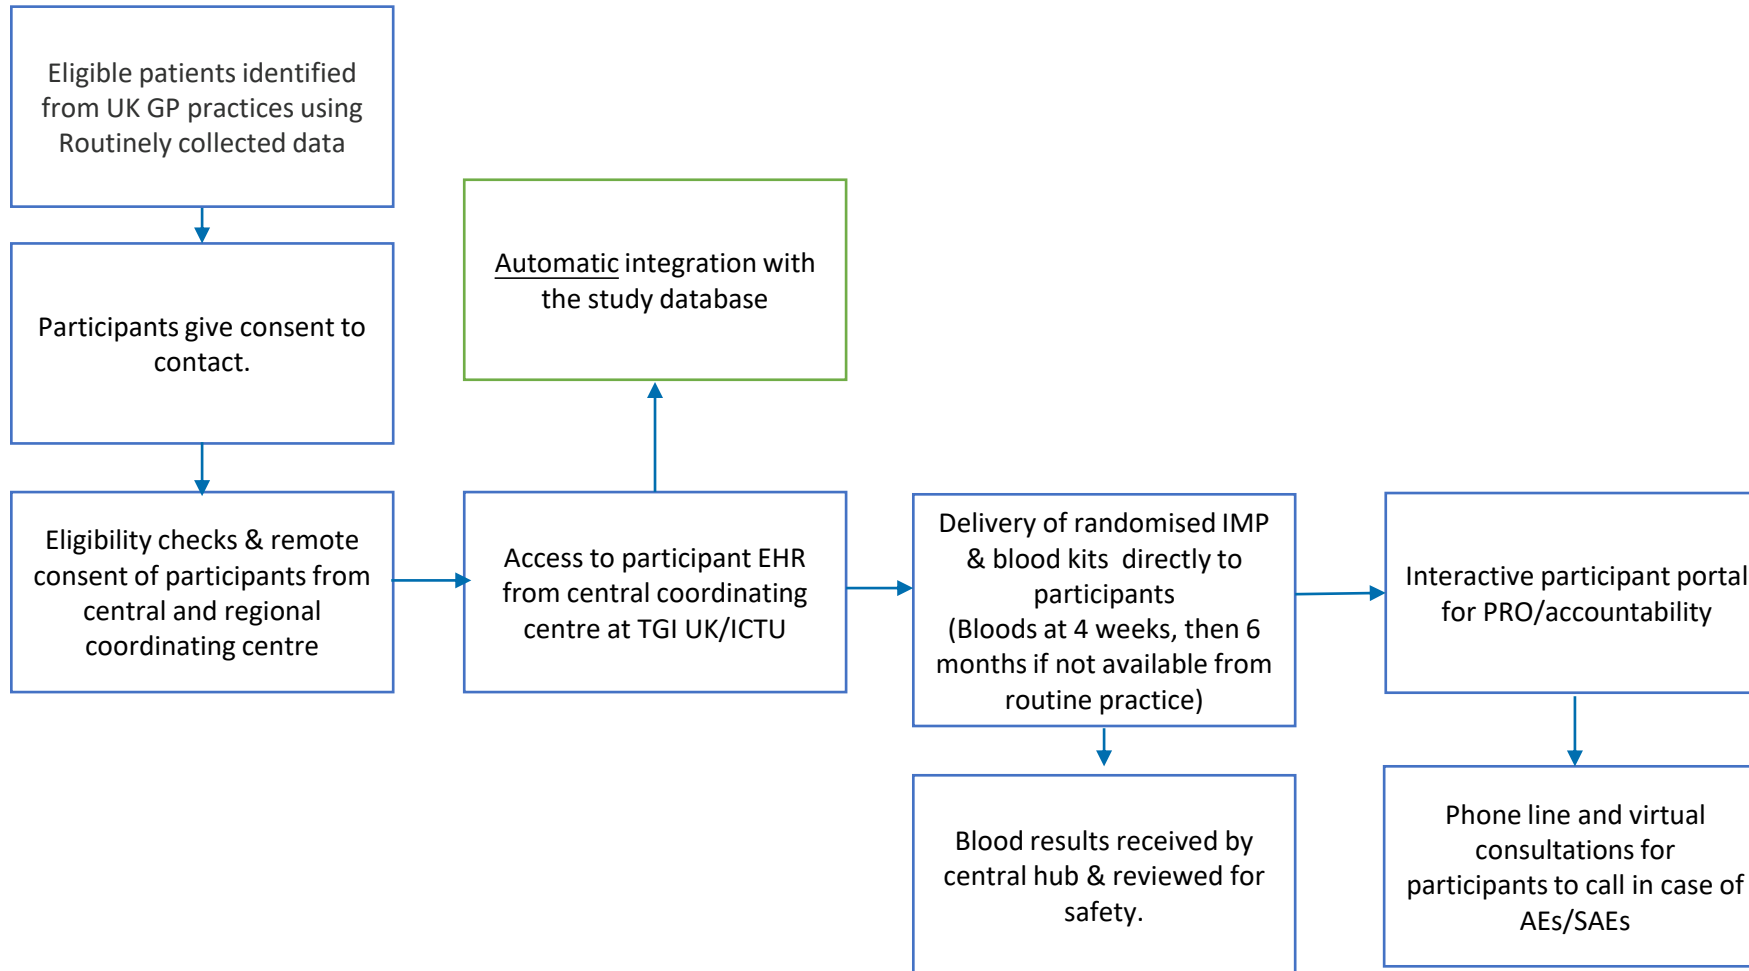 Eligible patients identified
from UK GP practices using
Routinely collected data
Participants give consent to
contact.
Eligibility checks & remote
consent of participants from
central and regional
coordinating centre
Automatic integration with
the study database
Access to participant EHR
from central coordinating
centre at TGI UK/ICTU
Delivery of randomised IMP
& blood kits directly to
participants
(Bloods at 4 weeks, then 6
months if not available from
routine practice)
Blood results received by
central hub & reviewed for
safety.
Interactive participant portal
for PRO/accountability
Phone line and virtual
consultations for
participants to call in case of
AEs/SAEs